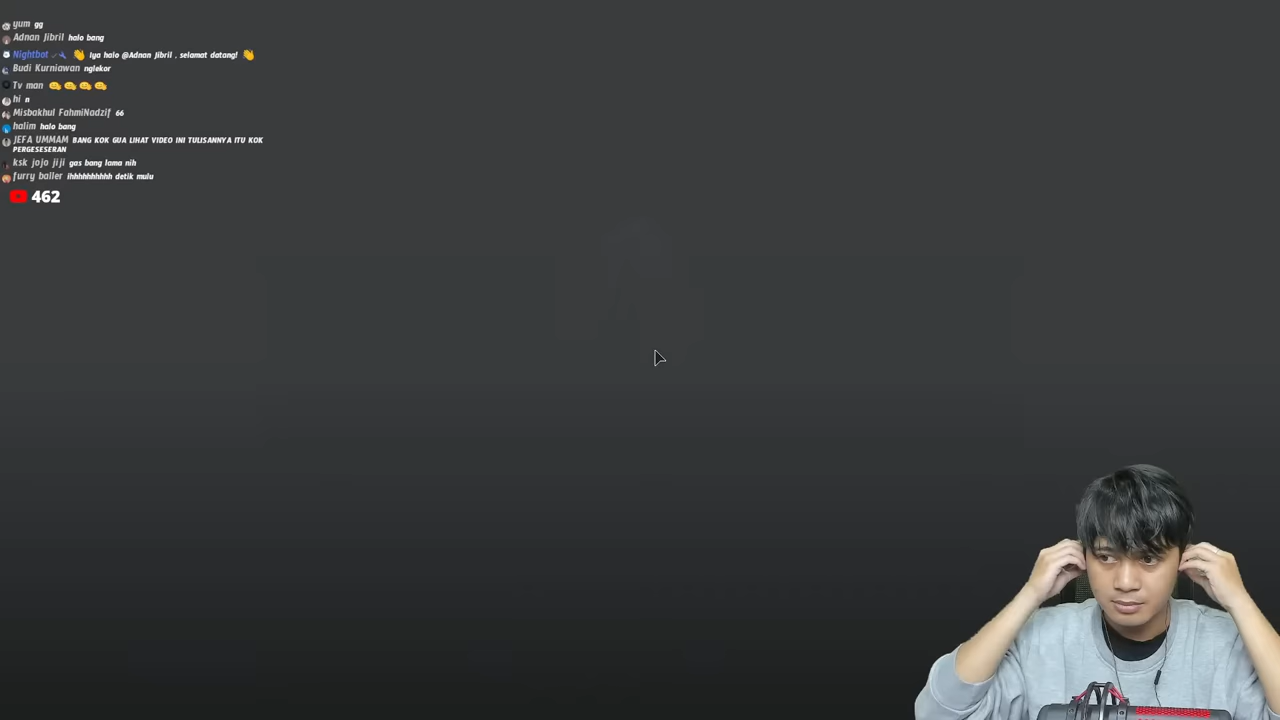 yum gg
Adnan Jibril halo bang
Nightbot 👋 Iya halo @Adnan Jibril , selamat datang! 👋
Budi Kurniawan nglekor
Tv man
hi n
Misbakhul FahmiNadzif 66
halim halo bang
JEFA UMMAM BANG KOK GUA LIHAT VIDEO INI TULISANNYA ITU KOK
PERGESESERAN
ksk jojo jiji gas bang lama nih
furry baller ihhhhhhhhhh detik mulu
462